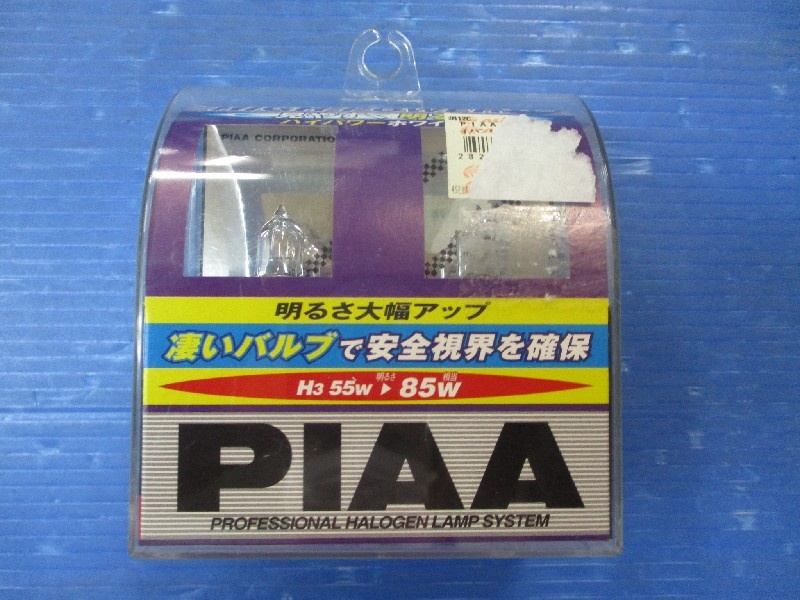 PIAA CORPORATIO
PIAA
明るさ大幅アップ
凄いバルブで安全視界を確保
H3 55W 明るさ ▶ 85W 相当
PIAA
PROFESSIONAL HALOGEN LAMP SYSTEM